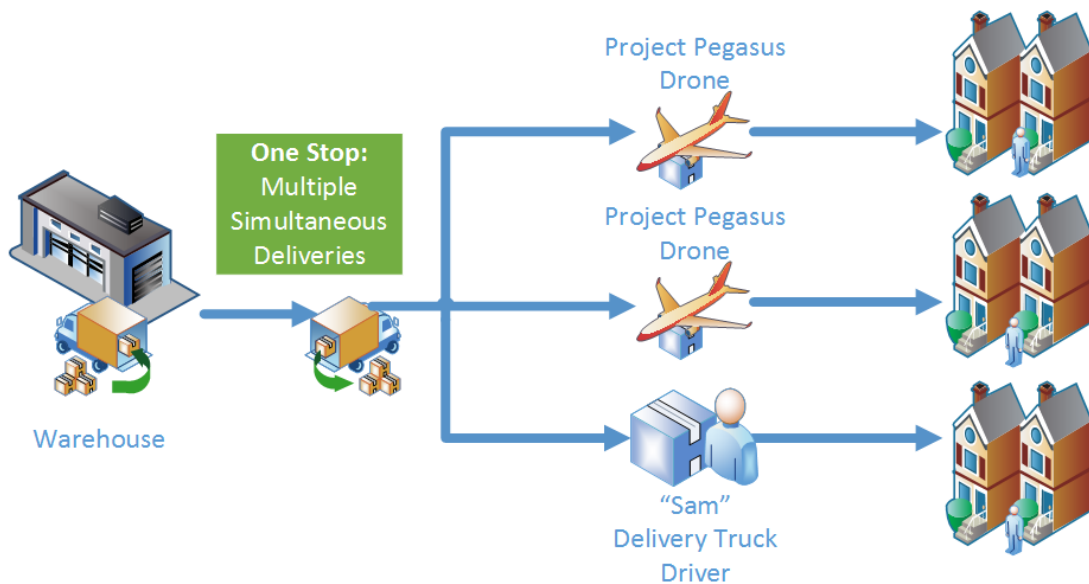 Project Pegasus
Drone
One Stop:
Multiple
Simultaneous
Deliveries
Project Pegasus
Drone
Warehouse
“Sam”
Delivery Truck
Driver